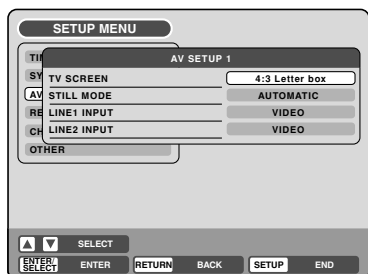 SETUP MENU
TI
AV SETUP 1
SY
TV SCREEN 4:3 Letter box
AV
STILL MODE AUTOMATIC
RE
LINE1 INPUT VIDEO
CH
LINE2 INPUT VIDEO
OTHER
▲ ▼ SELECT
ENTER/SELECT ENTER RETURN BACK SETUP END